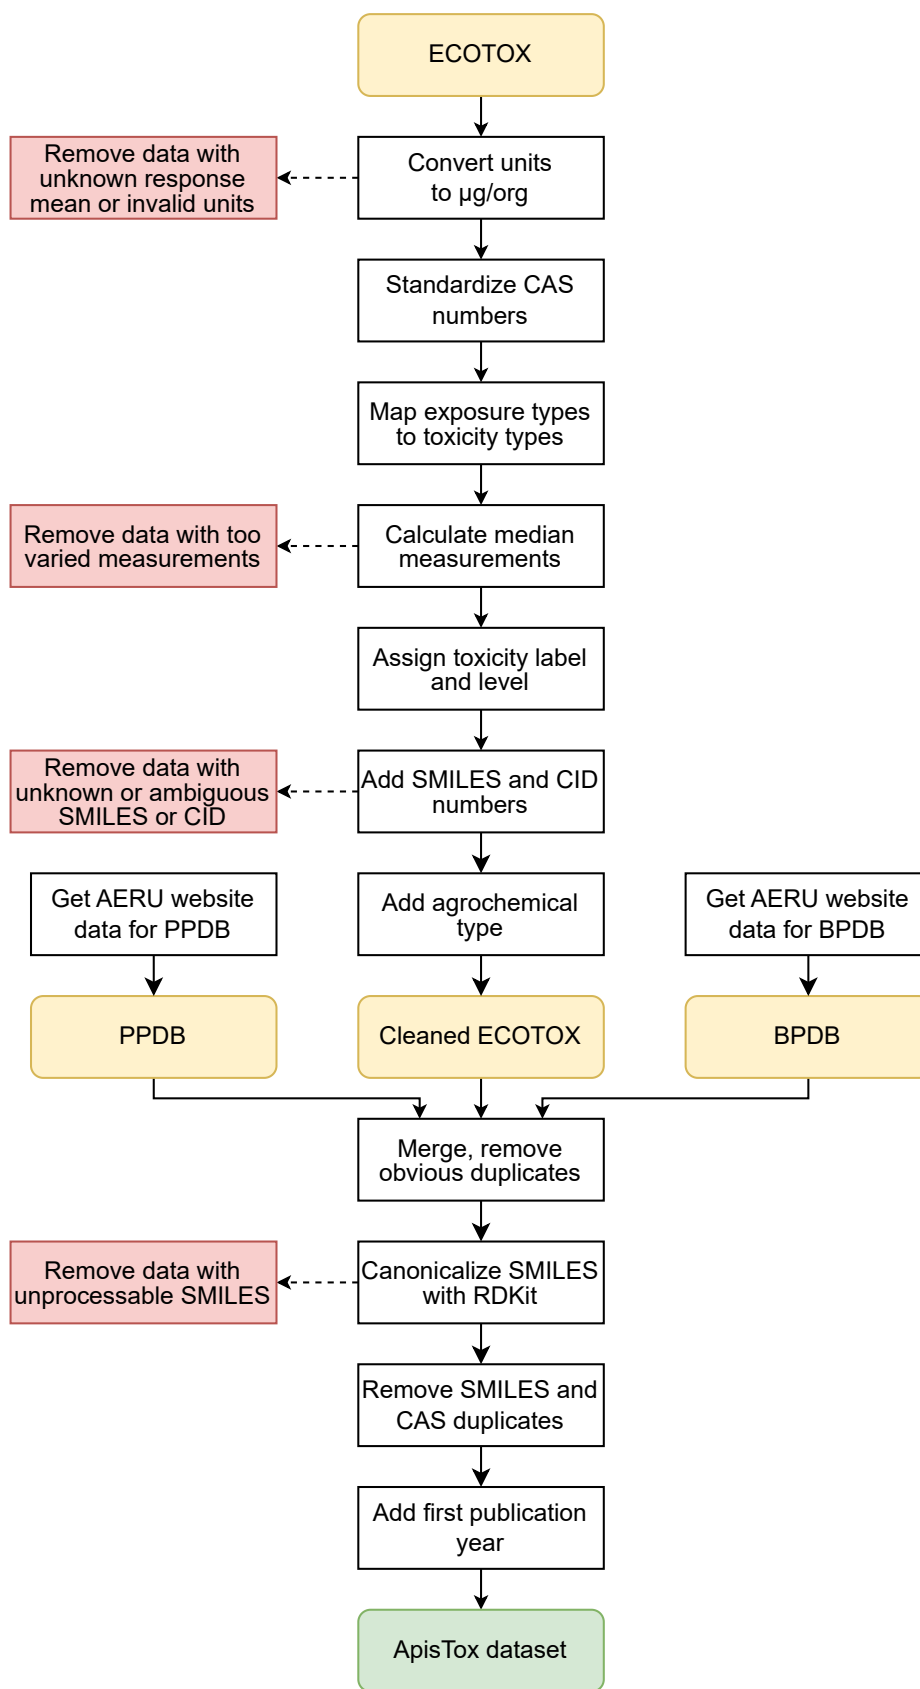 ECOTOX
Remove data with
unknown response
mean or invalid units
Convert units
to µg/org
Standardize CAS
numbers
Map exposure types
to toxicity types
Remove data with too
varied measurements
Calculate median
measurements
Assign toxicity label
and level
Remove data with
unknown or ambiguous
SMILES or CID
Add SMILES and CID
numbers
Get AERU website
data for PPDB
Add agrochemical
type
Get AERU website
data for BPDB
PPDB
Cleaned ECOTOX
BPDB
Merge, remove
obvious duplicates
Remove data with
unprocessable SMILES
Canonicalize SMILES
with RDKit
Remove SMILES and
CAS duplicates
Add first publication
year
ApisTox dataset